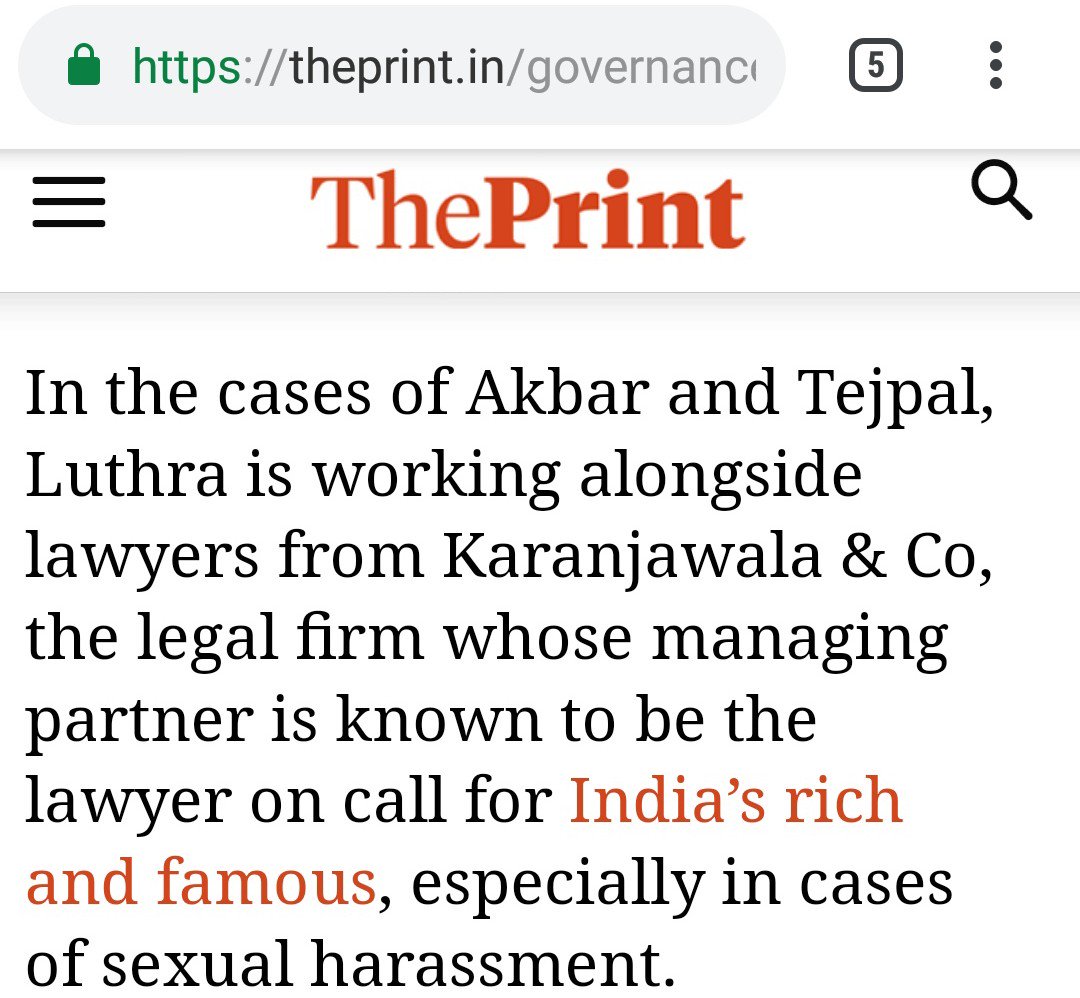 https://theprint.in/governanc
5
ThePrint
In the cases of Akbar and Tejpal,
Luthra is working alongside
lawyers from Karanjawala & Co,
the legal firm whose managing
partner is known to be the
lawyer on call for India’s rich
and famous, especially in cases
of sexual harassment.